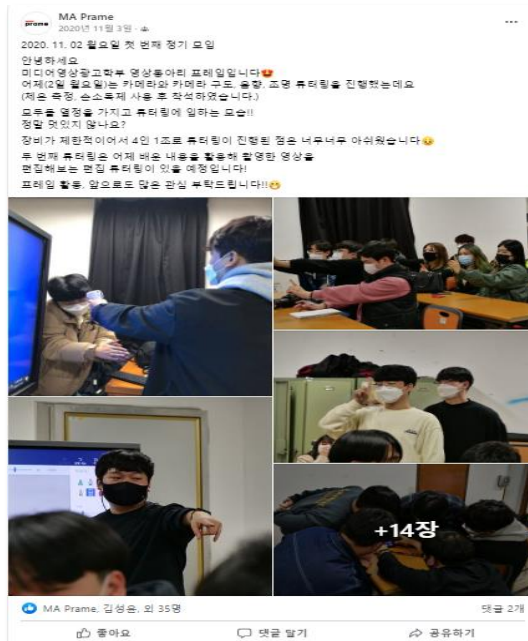 MA Prame
2020년 11월 3일 ·
2020. 11. 02 월요일 첫 번째 정기 모임
안녕하세요
미디어영상광고학부 영상동아리 프레임입니다😍
어제(2일 월요일)는 카메라와 카메라 구도, 음향, 조명 튜터링을 진행했는데요
(체온 측정, 손소독제 사용 후 착석하였습니다.)
모두들 열정을 가지고 튜터링에 임하는 모습!!
정말 멋있지 않나요?
장비가 제한적이어서 4인 1조로 튜터링이 진행된 점은 너무너무 아쉬웠습니다😢
두 번째 튜터링은 어제 배운 내용을 활용해 촬영한 영상을
편집해보는 편집 튜터링이 있을 예정입니다!
프레임 활동, 앞으로도 많은 관심 부탁드립니다!!😁
+14장
MA Prame, 김성윤, 외 35명
댓글 2개
좋아요
댓글 달기
공유하기